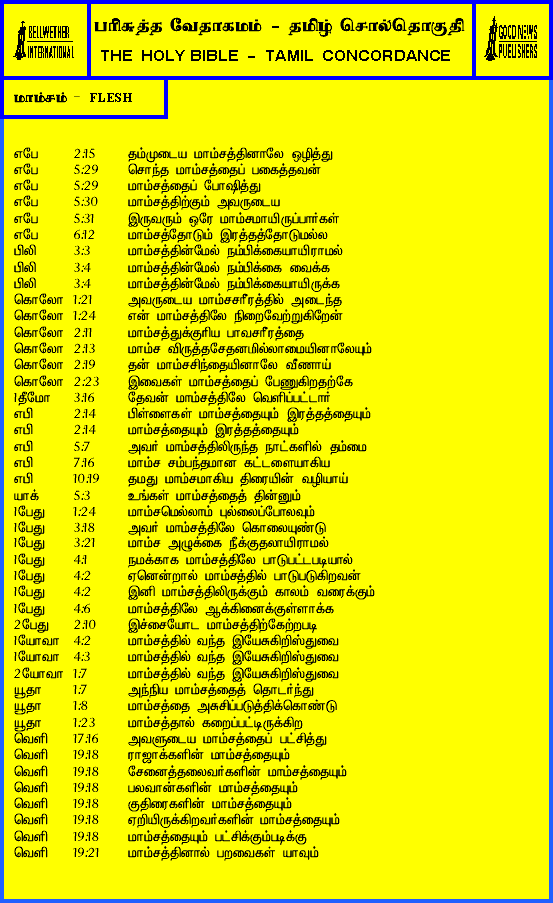 BELLWETHER
INTERNATIONAL
பரிசுத்த வேதாகமம் - தமிழ் சொல்தொகுதி
THE HOLY BIBLE - TAMIL CONCORDANCE
GOOD NEWS
PUBLISHERS
மாம்சம் - FLESH
எபே 2:15 தம்முடைய மாம்சத்தினாலே ஒழித்து
எபே 5:29 சொந்த மாம்சத்தைப் பகைத்தவன்
எபே 5:29 மாம்சத்தைப் போஷித்து
எபே 5:30 மாம்சத்திற்கும் அவருடைய
எபே 5:31 இருவரும் ஒரே மாம்சமாயிருப்பார்கள்
எபே 6:12 மாம்சத்தோடும் இரத்தத்தோடுமல்ல
பிலி 3:3 மாம்சத்தின்மேல் நம்பிக்கையாயிராமல்
பிலி 3:4 மாம்சத்தின்மேல் நம்பிக்கை வைக்க
பிலி 3:4 மாம்சத்தின்மேல் நம்பிக்கையாயிருக்க
கொலோ 1:21 அவருடைய மாம்சசரீரத்தில் அடைந்த
கொலோ 1:24 என் மாம்சத்திலே நிறைவேற்றுகிறேன்
கொலோ 2:11 மாம்சத்துக்குரிய பாவசரீரத்தை
கொலோ 2:13 மாம்ச விருத்தசேதனமில்லாமையினாலேயும்
கொலோ 2:19 தன் மாம்சசிந்தையினாலே வீணாய்
கொலோ 2:23 இவைகள் மாம்சத்தைப் பேணுகிறதற்கே
1தீமோ 3:16 தேவன் மாம்சத்திலே வெளிப்பட்டார்
எபி 2:14 பிள்ளைகள் மாம்சத்தையும் இரத்தத்தையும்
எபி 2:14 மாம்சத்தையும் இரத்தத்தையும்
எபி 5:7 அவர் மாம்சத்திலிருந்த நாட்களில் தம்மை
எபி 7:16 மாம்ச சம்பந்தமான கட்டளையாகிய
எபி 10:19 தமது மாம்சமாகிய திரையின் வழியாய்
யாக் 5:3 உங்கள் மாம்சத்தைத் தின்னும்
1பேது 1:24 மாம்சமெல்லாம் புல்லைப்போலவும்
1பேது 3:18 அவர் மாம்சத்திலே கொலையுண்டு
1பேது 3:21 மாம்ச அழுக்கை நீக்குதலாயிராமல்
1பேது 4:1 நமக்காக மாம்சத்திலே பாடுபட்டபடியால்
1பேது 4:2 ஏனென்றால் மாம்சத்தில் பாடுபடுகிறவன்
1பேது 4:2 இனி மாம்சத்திலிருக்கும் காலம் வரைக்கும்
1பேது 4:6 மாம்சத்திலே ஆக்கினைக்குள்ளாக்க
2பேது 2:10 இச்சையோட மாம்சத்திற்கேற்றபடி
1யோவா 4:2 மாம்சத்தில் வந்த இயேசுகிறிஸ்துவை
1யோவா 4:3 மாம்சத்தில் வந்த இயேசுகிறிஸ்துவை
2யோவா 1:7 மாம்சத்தில் வந்த இயேசுகிறிஸ்துவை
யூதா 1:7 அந்நிய மாம்சத்தைத் தொடர்ந்து
யூதா 1:8 மாம்சத்தை அசுசிப்படுத்திக்கொண்டு
யூதா 1:23 மாம்சத்தால் கறைப்பட்டிருக்கிற
வெளி 17:16 அவளுடைய மாம்சத்தைப் பட்சித்து
வெளி 19:18 ராஜாக்களின் மாம்சத்தையும்
வெளி 19:18 சேனைத்தலைவர்களின் மாம்சத்தையும்
வெளி 19:18 பலவான்களின் மாம்சத்தையும்
வெளி 19:18 குதிரைகளின் மாம்சத்தையும்
வெளி 19:18 ஏறியிருக்கிறவர்களின் மாம்சத்தையும்
வெளி 19:18 மாம்சத்தையும் பட்சிக்கும்படிக்கு
வெளி 19:21 மாம்சத்தினால் பறவைகள் யாவும்